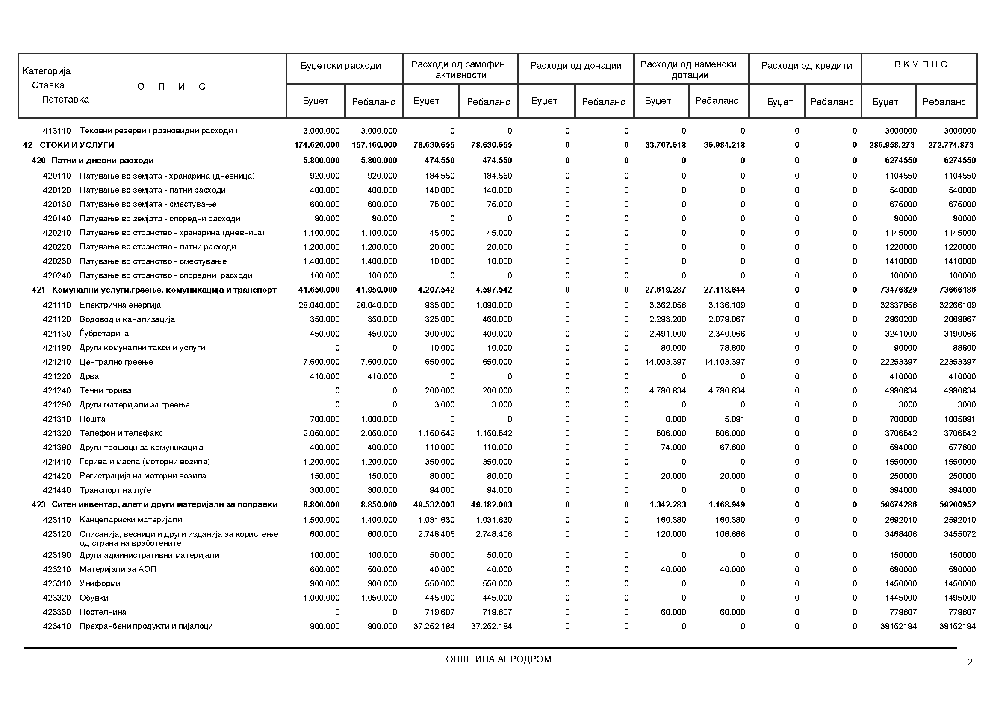 Категорија
Ставка
Потставка
О П И С
Буџетски расходи
Расходи од самофин. активности
Расходи од донации
Расходи од наменски дотации
Расходи од кредити
В К У П Н О
Буџет Ребаланс Буџет Ребаланс Буџет Ребаланс Буџет Ребаланс Буџет Ребаланс Буџет Ребаланс
413110 Тековни резерви ( разновидни расходи ) 3.000.000 3.000.000 0 0 0 0 0 0 0 0 3000000 3000000
42 СТОКИ И УСЛУГИ 174.620.000 157.160.000 78.630.655 78.630.655 0 0 33.707.618 36.984.218 0 0 286.958.273 272.774.873
420 Патни и дневни расходи 5.800.000 5.800.000 474.550 474.550 0 0 0 0 0 0 6274550 6274550
420110 Патување во земјата - хранарина (дневница) 920.000 920.000 184.550 184.550 0 0 0 0 0 0 1104550 1104550
420120 Патување во земјата - патни расходи 400.000 400.000 140.000 140.000 0 0 0 0 0 0 540000 540000
420130 Патување во земјата - сместување 600.000 600.000 75.000 75.000 0 0 0 0 0 0 675000 675000
420140 Патување во земјата - споредни расходи 80.000 80.000 0 0 0 0 0 0 0 0 80000 80000
420210 Патување во странство - хранарина (дневница) 1.100.000 1.100.000 45.000 45.000 0 0 0 0 0 0 1145000 1145000
420220 Патување во странство - патни расходи 1.200.000 1.200.000 20.000 20.000 0 0 0 0 0 0 1220000 1220000
420230 Патување во странство - сместување 1.400.000 1.400.000 10.000 10.000 0 0 0 0 0 0 1410000 1410000
420240 Патување во странство - споредни расходи 100.000 100.000 0 0 0 0 0 0 0 0 100000 100000
421 Комунални услуги,греење, комуникација и транспорт 41.650.000 41.950.000 4.207.542 4.597.542 0 0 27.619.287 27.118.644 0 0 73476829 73666186
421110 Електрична енергија 28.040.000 28.040.000 935.000 1.090.000 0 0 3.362.856 3.136.189 0 0 32337856 32266189
421120 Водовод и канализација 350.000 350.000 325.000 460.000 0 0 2.293.200 2.079.867 0 0 2968200 2889867
421130 Ѓубретарина 450.000 450.000 300.000 400.000 0 0 2.491.000 2.340.066 0 0 3241000 3190066
421190 Други комунални такси и услуги 0 0 10.000 10.000 0 0 80.000 78.800 0 0 90000 88800
421210 Централно греење 7.600.000 7.600.000 650.000 650.000 0 0 14.003.397 14.103.397 0 0 22253397 22353397
421220 Дрва 410.000 410.000 0 0 0 0 0 0 0 0 410000 410000
421240 Течни горива 0 0 200.000 200.000 0 0 4.780.834 4.780.834 0 0 4980834 4980834
421290 Други материјали за греење 0 0 3.000 3.000 0 0 0 0 0 0 3000 3000
421310 Пошта 700.000 1.000.000 0 0 0 0 8.000 5.891 0 0 708000 1005891
421320 Телефон и телефакс 2.050.000 2.050.000 1.150.542 1.150.542 0 0 506.000 506.000 0 0 3706542 3706542
421390 Други трошоци за комуникација 400.000 400.000 110.000 110.000 0 0 74.000 67.600 0 0 584000 577600
421410 Горива и масла (моторни возила) 1.200.000 1.200.000 350.000 350.000 0 0 0 0 0 0 1550000 1550000
421420 Регистрација на моторни возила 150.000 150.000 80.000 80.000 0 0 20.000 20.000 0 0 250000 250000
421440 Транспорт на луѓе 300.000 300.000 94.000 94.000 0 0 0 0 0 0 394000 394000
423 Ситен инвентар, алат и други материјали за поправки 8.800.000 8.850.000 49.532.003 49.182.003 0 0 1.342.283 1.168.949 0 0 59674286 59200952
423110 Канцелариски материјали 1.500.000 1.400.000 1.031.630 1.031.630 0 0 160.380 160.380 0 0 2692010 2592010
423120 Списанија; весници и други изданија за користење 600.000 600.000 2.748.406 2.748.406 0 0 120.000 106.666 0 0 3468406 3455072
од страна на вработените
423190 Други административни материјали 100.000 100.000 50.000 50.000 0 0 0 0 0 0 150000 150000
423210 Материјали за АОП 600.000 500.000 40.000 40.000 0 0 40.000 40.000 0 0 680000 580000
423310 Униформи 900.000 900.000 550.000 550.000 0 0 0 0 0 0 1450000 1450000
423320 Обувки 1.000.000 1.050.000 445.000 445.000 0 0 0 0 0 0 1445000 1495000
423330 Постелнина 0 0 719.607 719.607 0 0 60.000 60.000 0 0 779607 779607
423410 Прехранбени продукти и пијалоци 900.000 900.000 37.252.184 37.252.184 0 0 0 0 0 0 38152184 38152184
ОПШТИНА АЕРОДРОМ
2